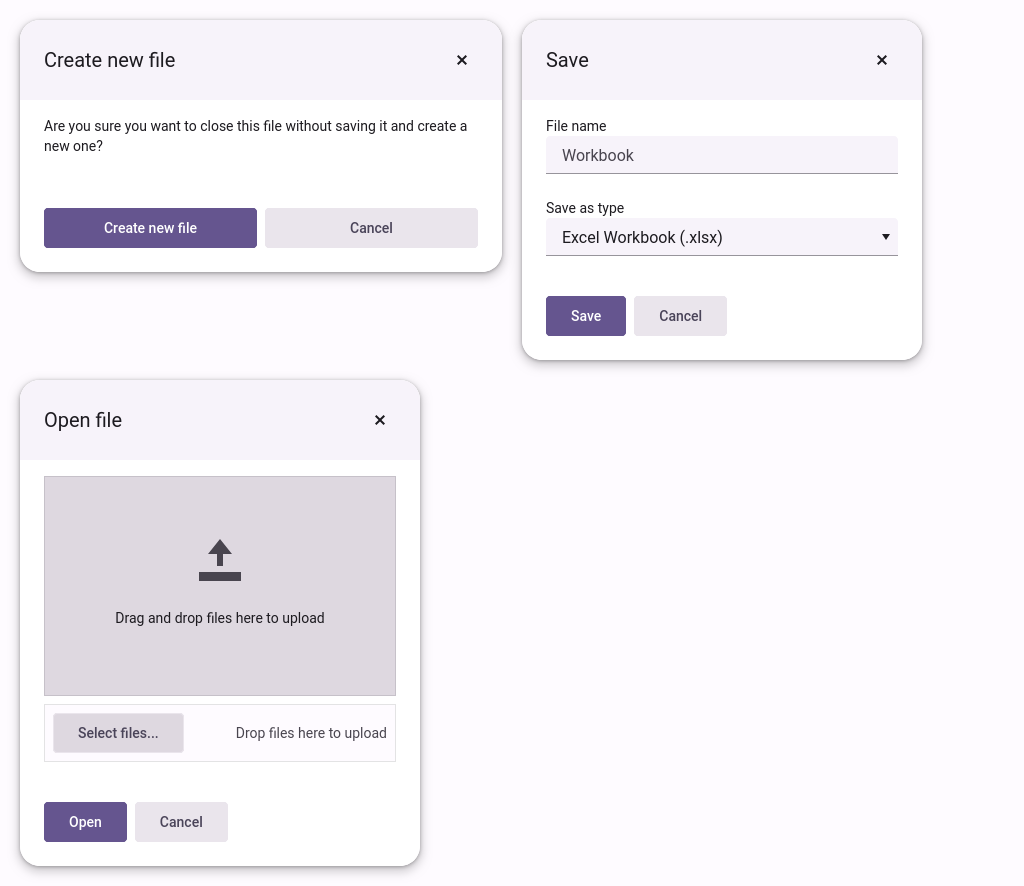 Create new file
Are you sure you want to close this file without saving it and create a
new one?
Create new file
Cancel
Save
File name
Workbook
Save as type
Excel Workbook (.xlsx)
Save
Cancel
Open file
Drag and drop files here to upload
Select files...
Drop files here to upload
Open
Cancel